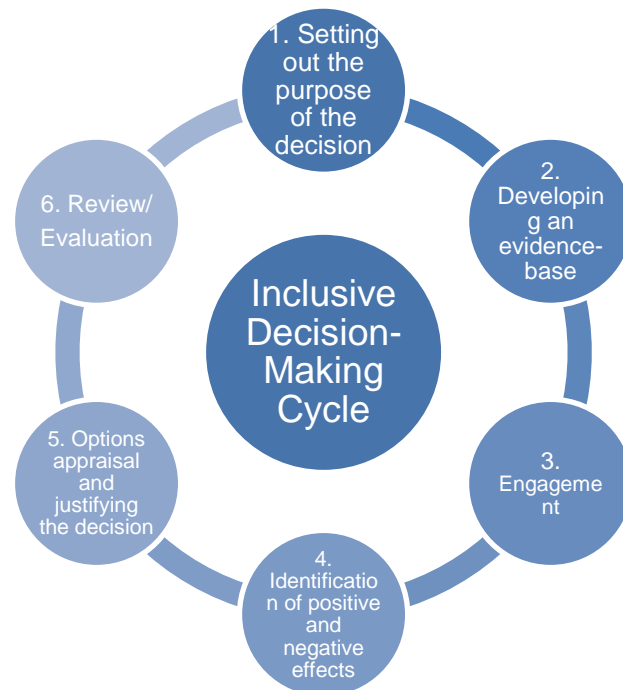 1. Setting
out the
purpose
of the
decision
2.
Developin
g an
evidence-
base
3.
Engageme
nt
4.
Identificatio
n of positive
and
negative
effects
5. Options
appraisal
and
justifying
the decision
6. Review/
Evaluation
Inclusive
Decision-
Making
Cycle